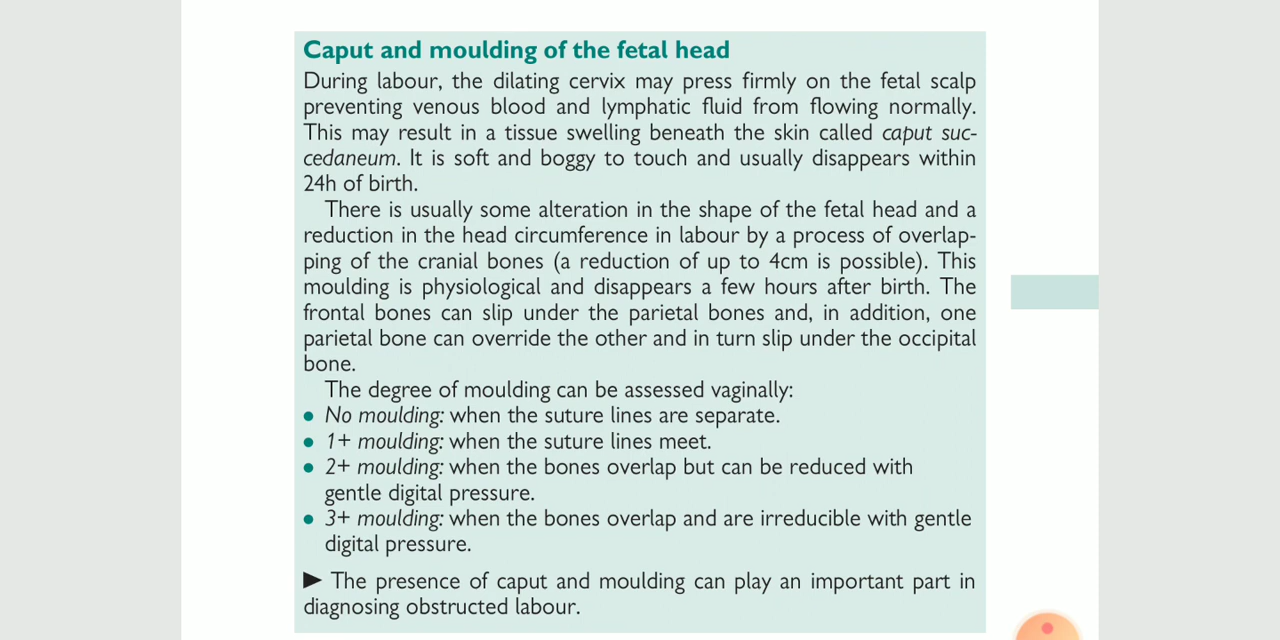 Caput and moulding of the fetal head
During labour, the dilating cervix may press firmly on the fetal scalp
preventing venous blood and lymphatic fluid from flowing normally.
This may result in a tissue swelling beneath the skin called caput suc-
cedaneum. It is soft and boggy to touch and usually disappears within
24h of birth.
There is usually some alteration in the shape of the fetal head and a
reduction in the head circumference in labour by a process of overlap-
ping of the cranial bones (a reduction of up to 4cm is possible). This
moulding is physiological and disappears a few hours after birth. The
frontal bones can slip under the parietal bones and, in addition, one
parietal bone can override the other and in turn slip under the occipital
bone.
The degree of moulding can be assessed vaginally:
• No moulding: when the suture lines are separate.
• 1+ moulding: when the suture lines meet.
• 2+ moulding: when the bones overlap but can be reduced with
gentle digital pressure.
• 3+ moulding: when the bones overlap and are irreducible with gentle
digital pressure.
► The presence of caput and moulding can play an important part in
diagnosing obstructed labour.